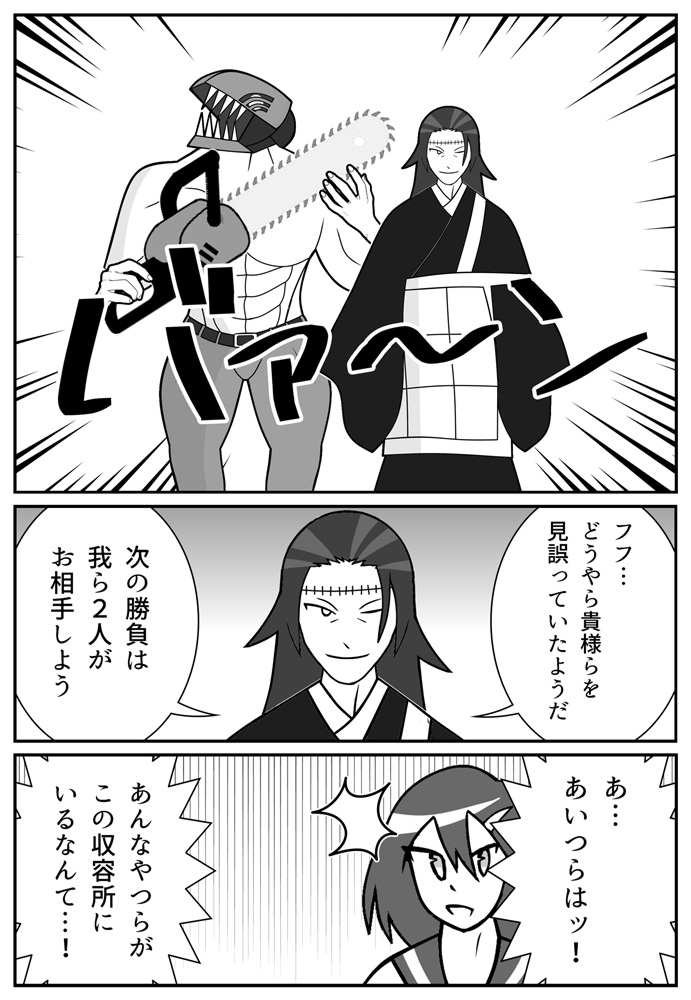 バァ〜ン
フフ…
どうやら貴様らを
見誤っていたようだ
次の勝負は
我ら２人が
お相手しよう
あ…
あいつらはッ！
あんなやつらが
この収容所に
いるなんて…！